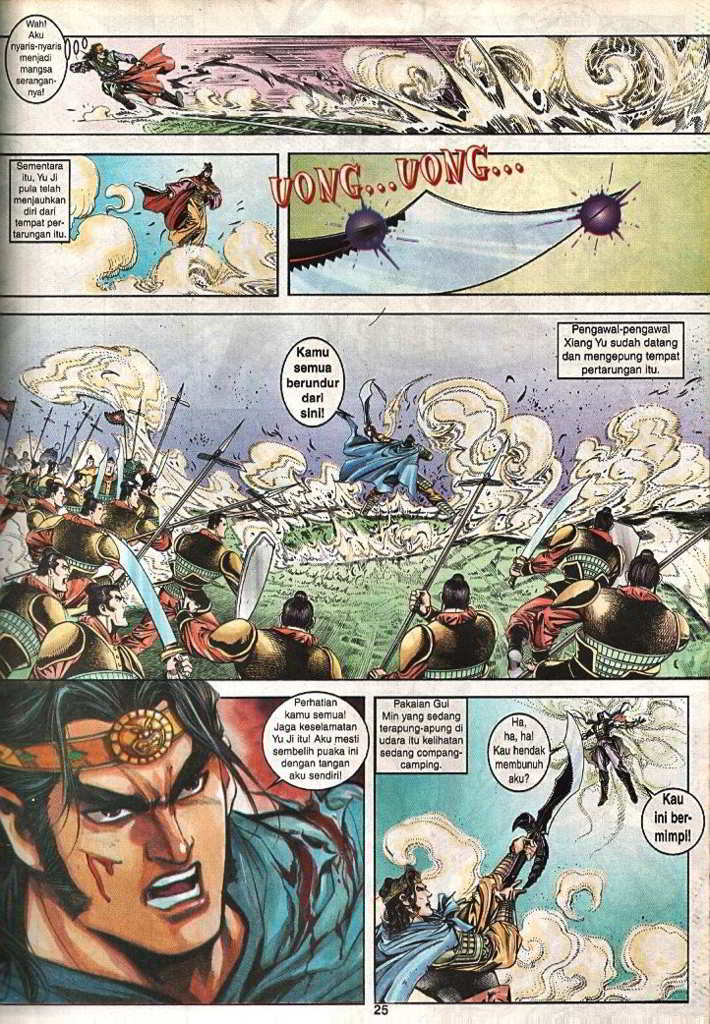 Wah!
Aku
nyaris-nyaris
menjadi
mangsa
serangan-
nya!
Sementara
itu, Yu Ji
pula telah
menjauhkan
diri dari
tempat per-
tarungan itu.
UONG...UONG...
Pengawal-pengawal
Xiang Yu sudah datang
dan mengepung tempat
pertarungan itu.
Kamu
semua
berundur
dari
sini!
Perhatian
kamu semua!
Jaga keselamatan
Yu Ji itu! Aku mesti
sembelih puaka ini
dengan tangan
aku sendiri!
Pakaian Gui
Min yang sedang
terapung-apung di
udara itu kelihatan
sedang compang-
camping.
Ha,
ha, ha!
Kau hendak
membunuh
aku?
Kau
ini ber-
mimpi!
25